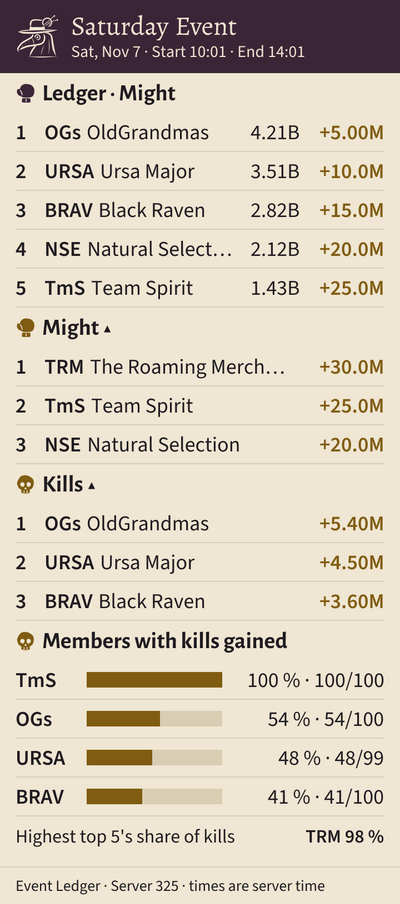 Saturday Event
Sat, Nov 7 · Start 10:01 · End 14:01
Ledger · Might
1 OGs OldGrandmas 4.21B +5.00M
2 URSA Ursa Major 3.51B +10.0M
3 BRAV Black Raven 2.82B +15.0M
4 NSE Natural Select… 2.12B +20.0M
5 TmS Team Spirit 1.43B +25.0M
Might ▲
1 TRM The Roaming Merch… +30.0M
2 TmS Team Spirit +25.0M
3 NSE Natural Selection +20.0M
Kills ▲
1 OGs OldGrandmas +5.40M
2 URSA Ursa Major +4.50M
3 BRAV Black Raven +3.60M
Members with kills gained
TmS 100 % · 100/100
OGs 54 % · 54/100
URSA 48 % · 48/99
BRAV 41 % · 41/100
Highest top 5's share of kills TRM 98 %
Event Ledger · Server 325 · times are server time